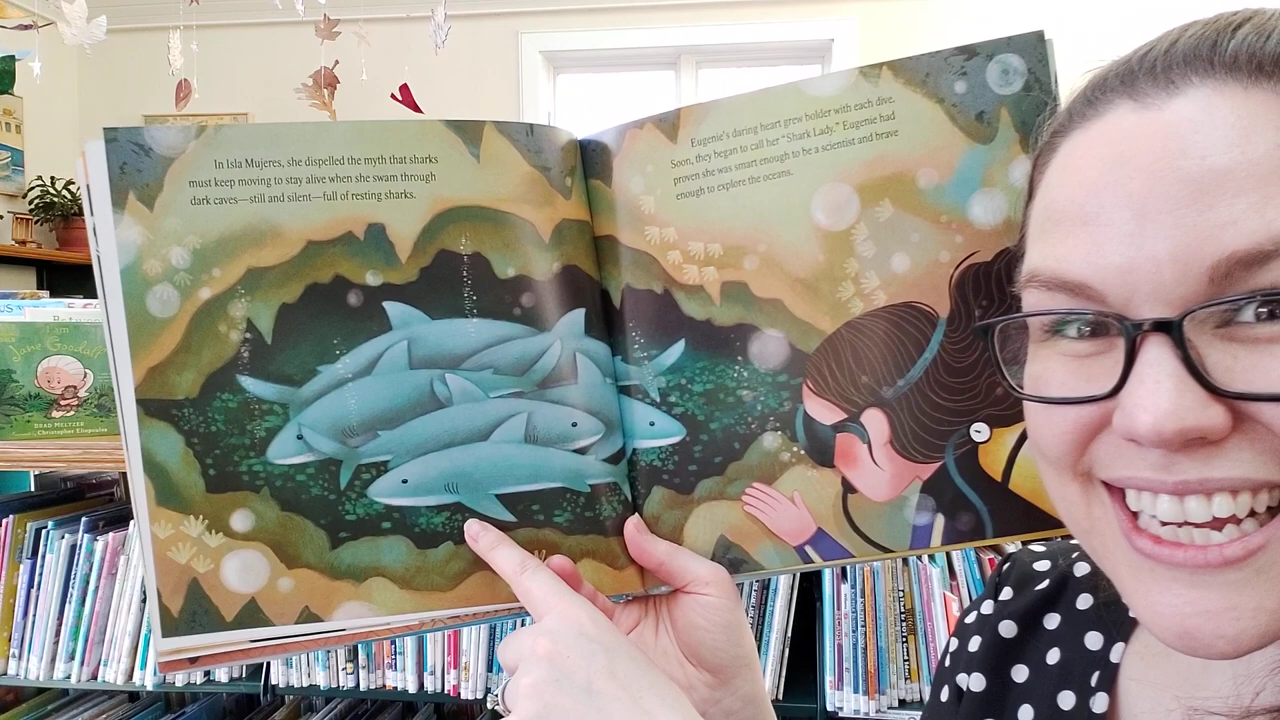 In Isla Mujeres, she dispelled the myth that sharks
must keep moving to stay alive when she swam through
dark caves—still and silent—full of resting sharks.
Eugenie's daring heart grew bolder with each dive.
Soon, they began to call her “Shark Lady.” Eugenie had
proven she was smart enough to be a scientist and brave
enough to explore the oceans.
I am
Jane Goodall
BRAD MELTZER
Christopher Eliopoulos